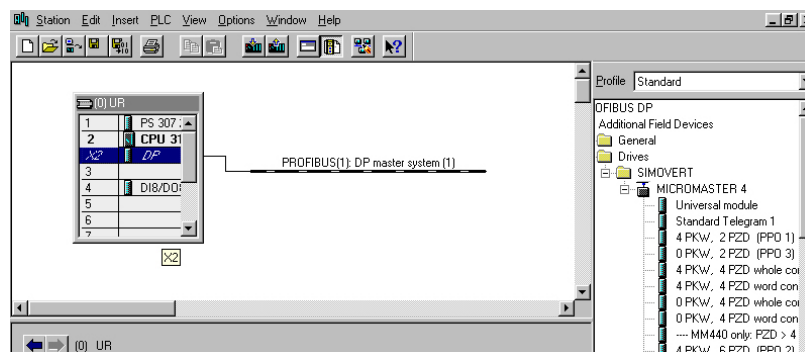 Station Edit Insert PLC View Options Window Help
Profile Standard
(0) UR
1 PS 307
2 CPU 31
X2 DP
3
4 DI8/DO
5
6
7
X2
PROFIBUS(1): DP master system (1)
OFIBUS DP
Additional Field Devices
General
Drives
SIMOVERT
MICROMASTER 4
Universal module
Standard Telegram 1
4 PKW, 2 PZD (PPO 1)
0 PKW, 2 PZD (PPO 3)
4 PKW, 4 PZD whole co
4 PKW, 4 PZD word con
0 PKW, 4 PZD whole co
0 PKW, 4 PZD word con
---- MM440 only: PZD > 4
4 PKW, 6 PZD (PPO 2)
(0) UR